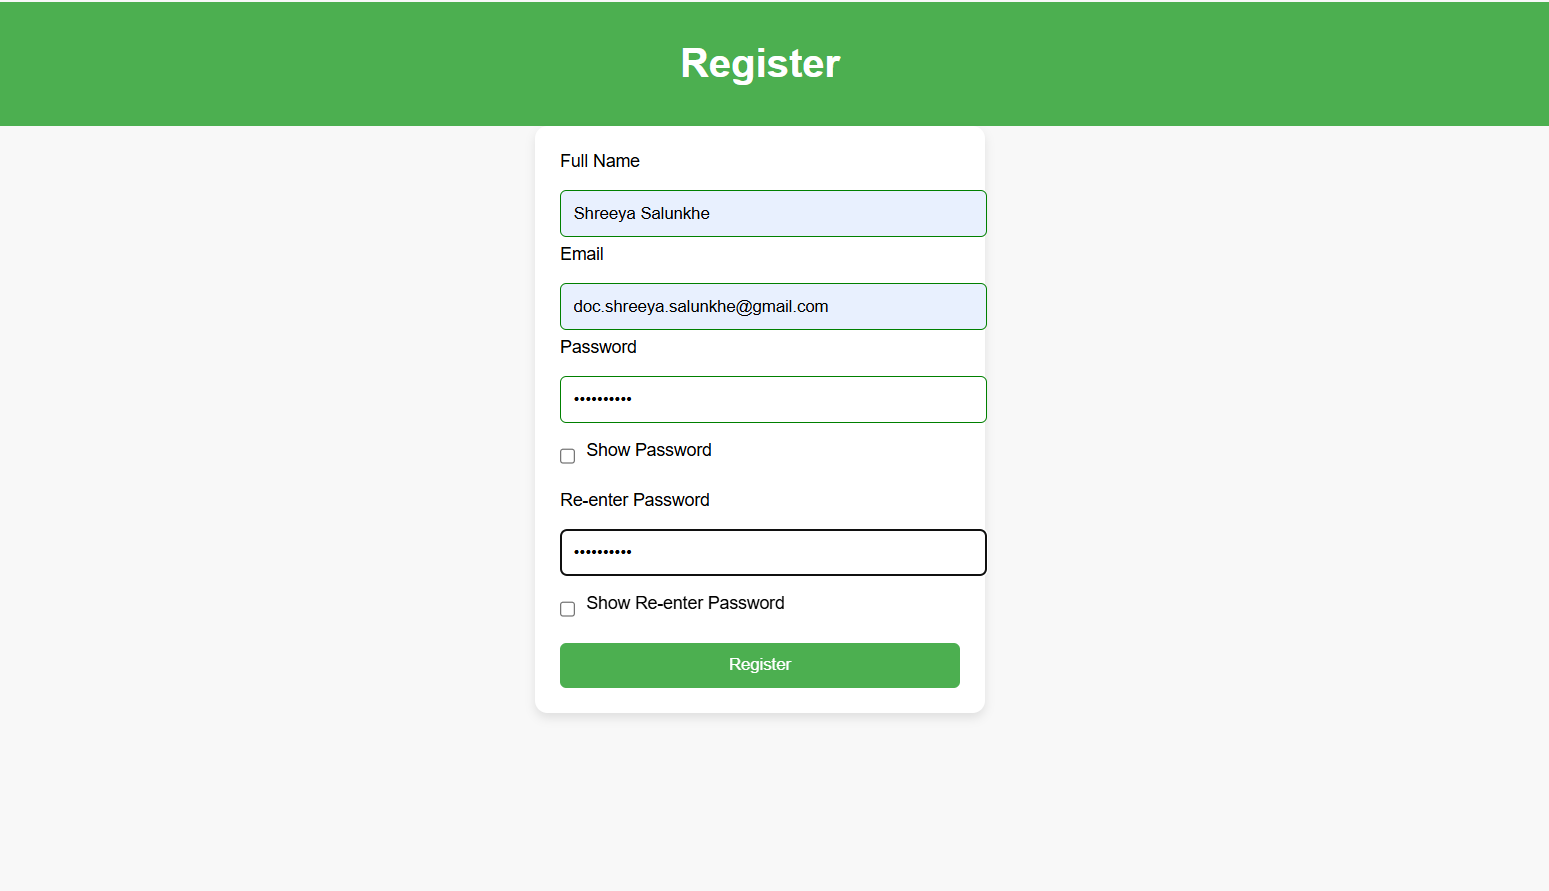 Register
Full Name
Shreeya Salunkhe
Email
doc.shreeya.salunkhe@gmail.com
Password
••••••••••
Show Password
Re-enter Password
••••••••••
Show Re-enter Password
Register